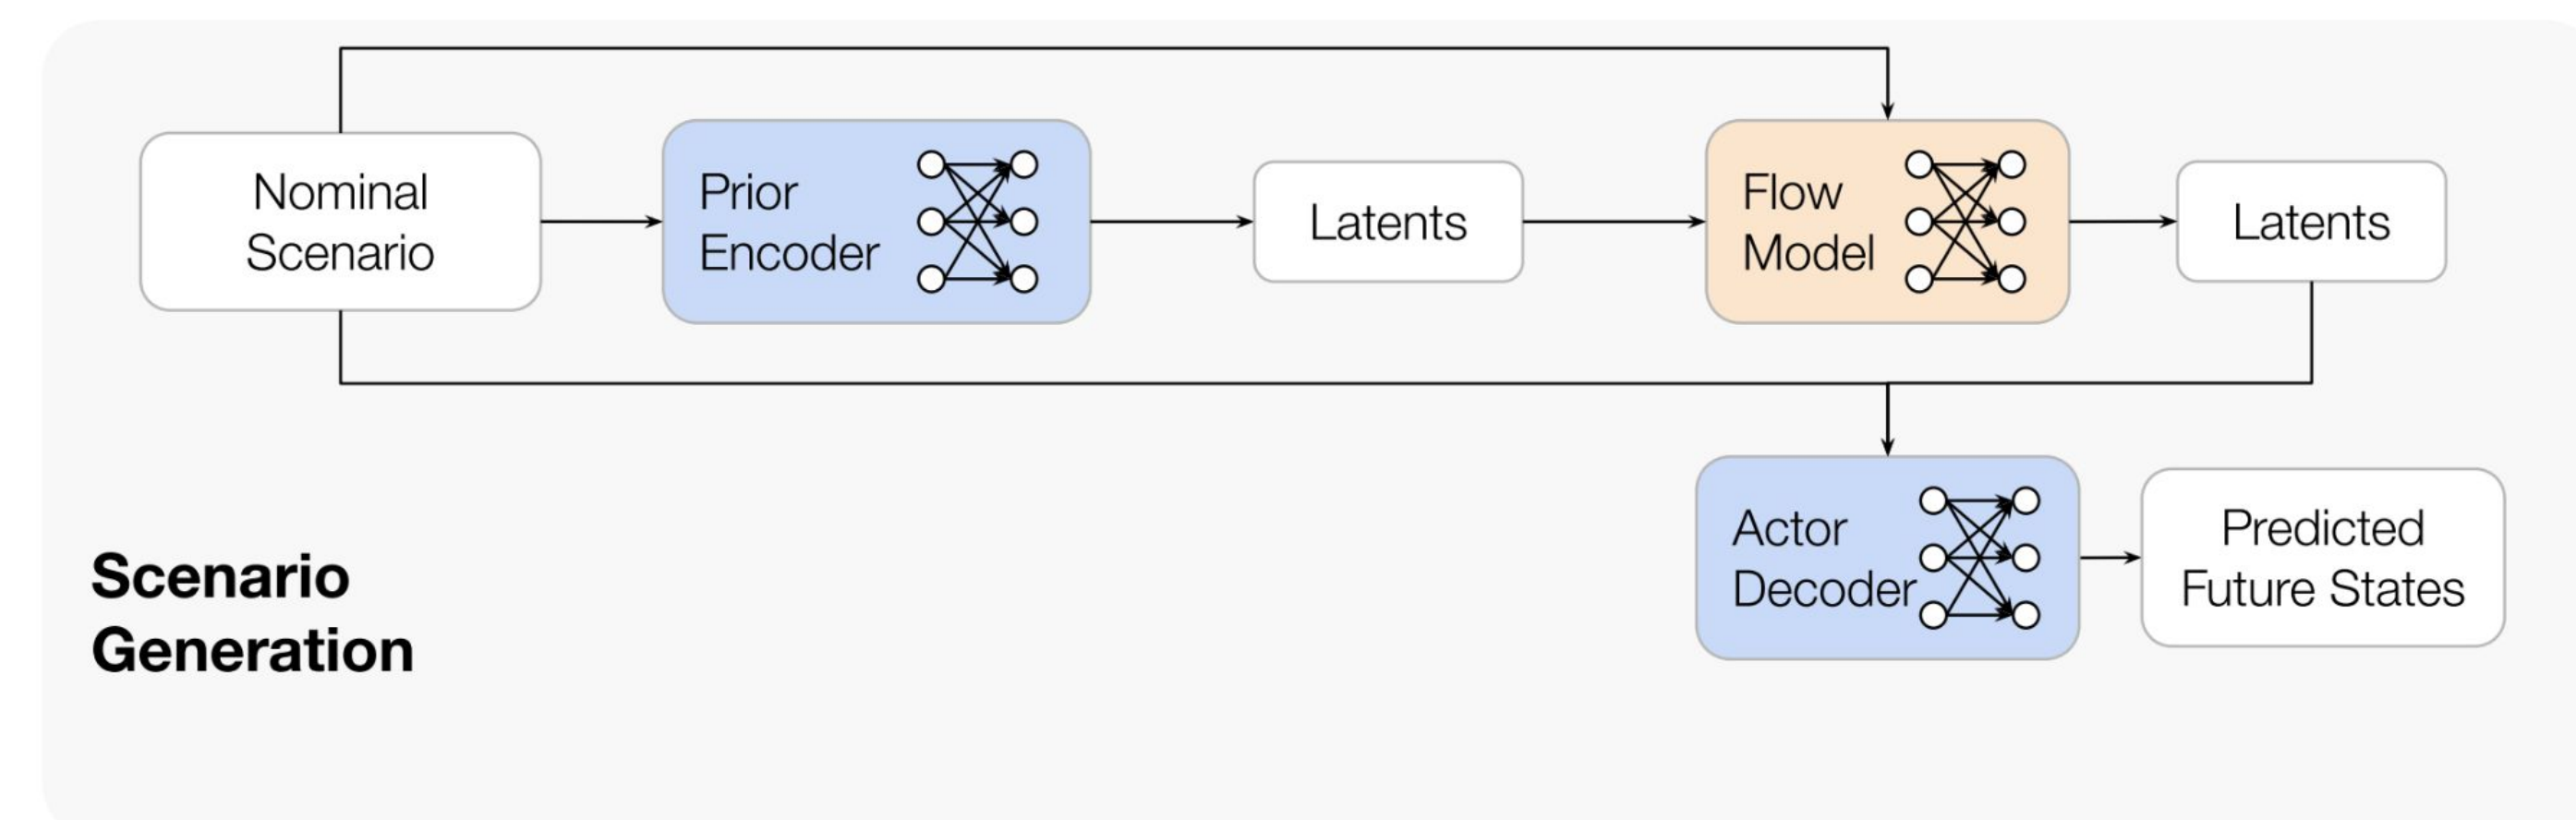 Nominal
Scenario
Prior
Encoder
Latents
Flow
Model
Latents
Actor
Decoder
Predicted
Future States
Scenario
Generation